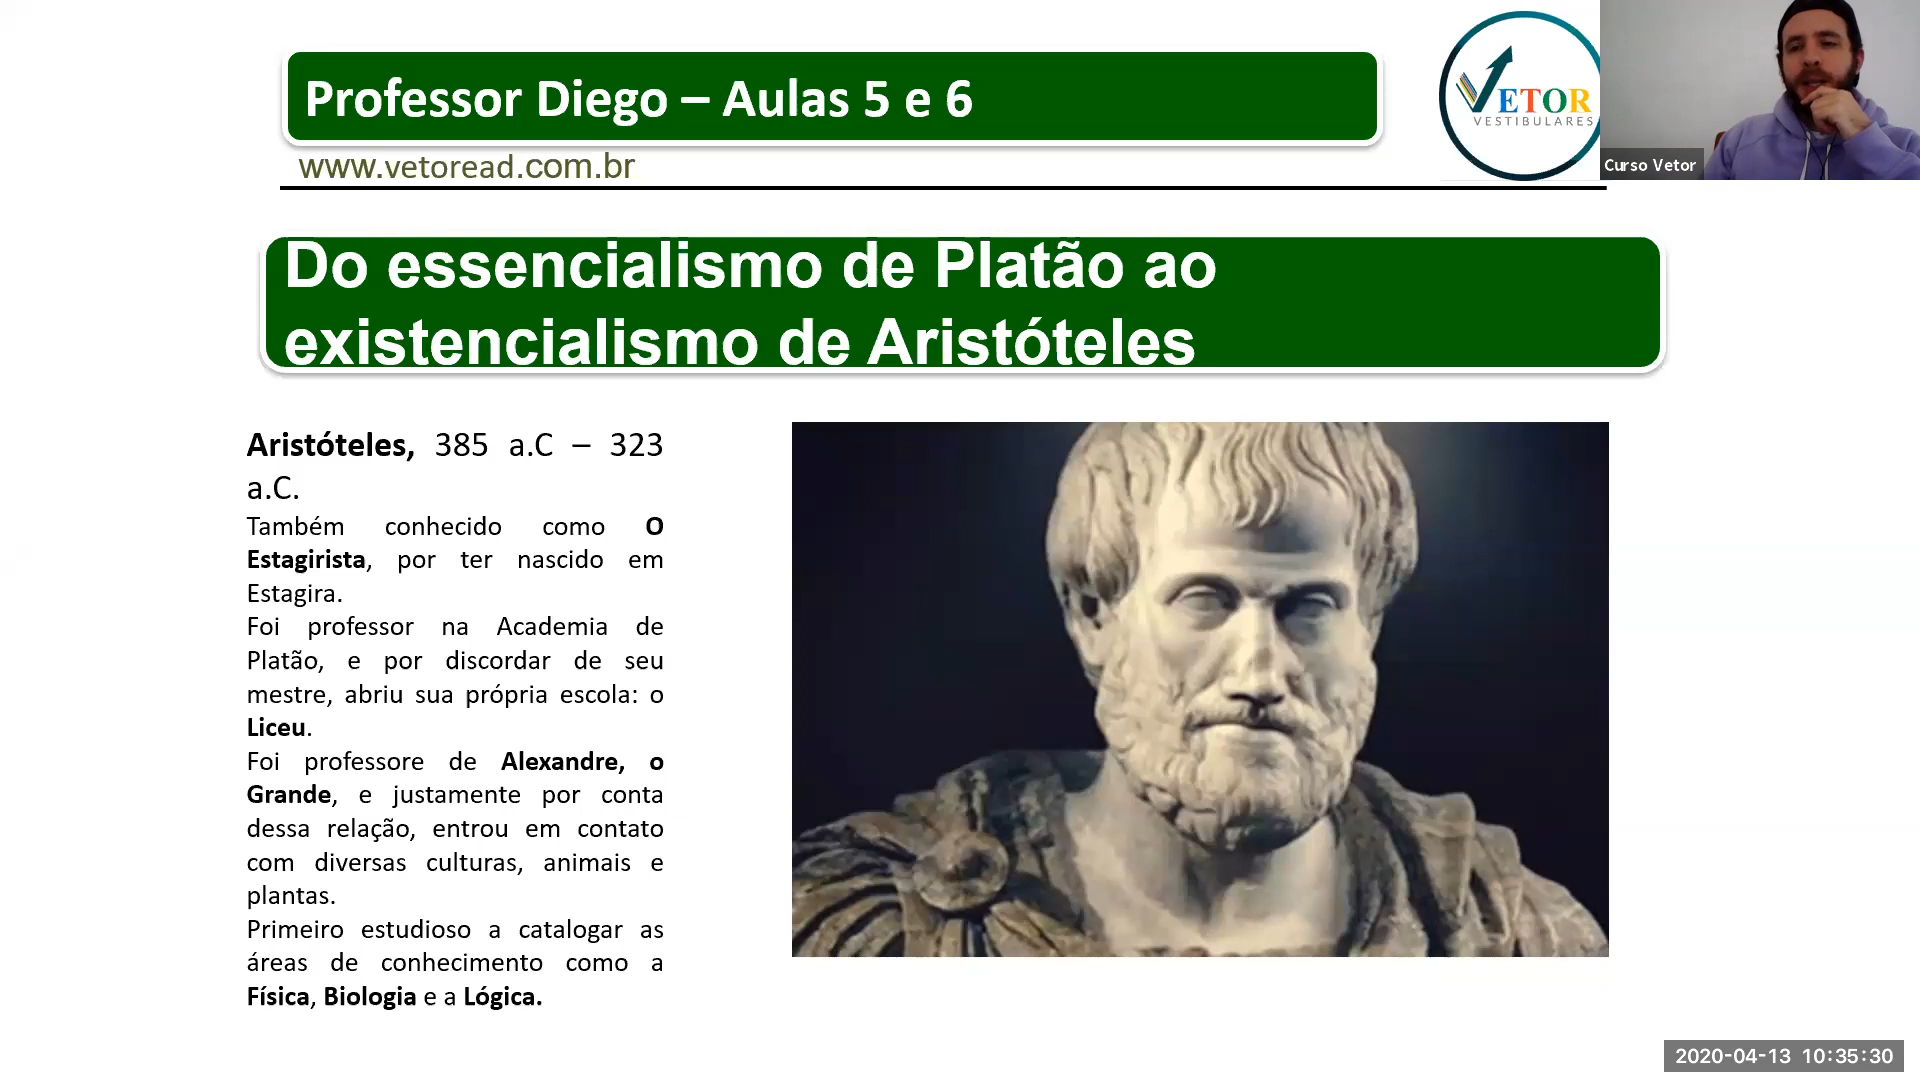 Professor Diego – Aulas 5 e 6
www.vetoread.com.br
VETOR
VESTIBULARES
Curso Vetor
Do essencialismo de Platão ao
existencialismo de Aristóteles
Aristóteles, 385 a.C – 323
a.C.
Também conhecido como O
Estagirista, por ter nascido em
Estagira.
Foi professor na Academia de
Platão, e por discordar de seu
mestre, abriu sua própria escola: o
Liceu.
Foi professore de Alexandre, o
Grande, e justamente por conta
dessa relação, entrou em contato
com diversas culturas, animais e
plantas.
Primeiro estudioso a catalogar as
áreas de conhecimento como a
Física, Biologia e a Lógica.
2020-04-13 10:35:30